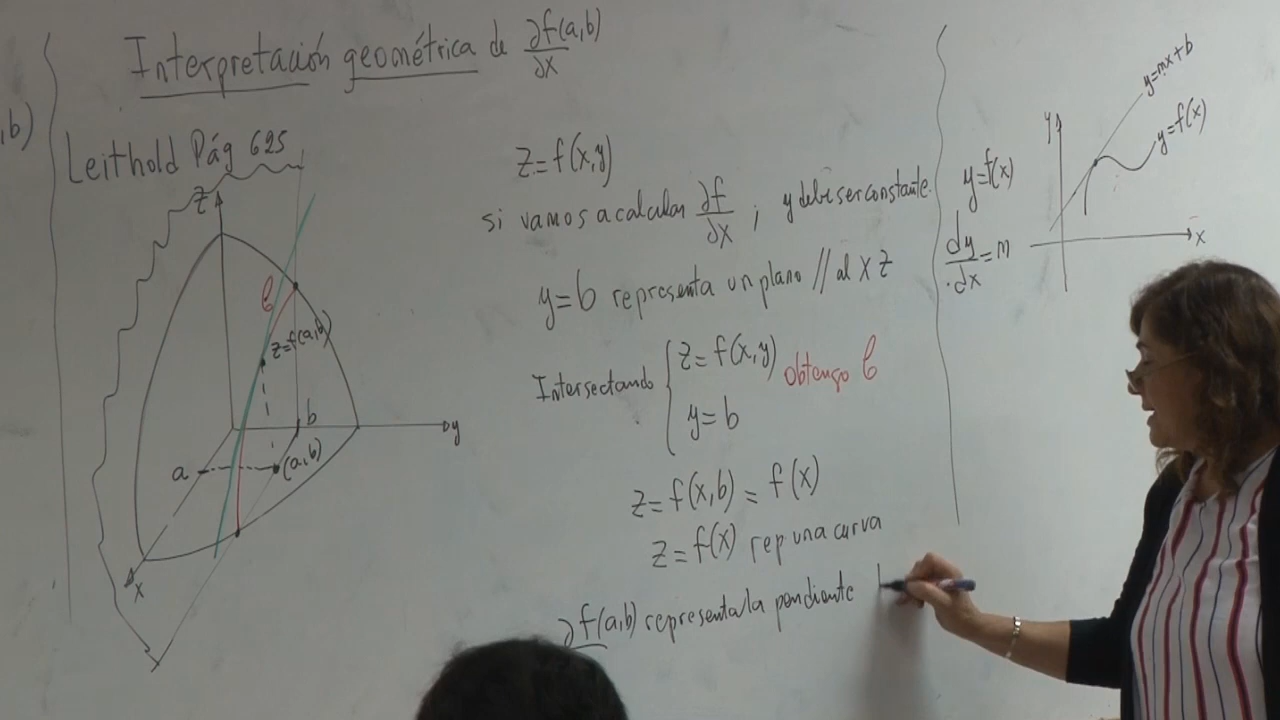 Interpretación geométrica de ∂f(a,b)/∂x
,b)
Leithold Pág 625
z
ℓ
z=f(a,b)
b
y
a
(a,b)
x
z=f(x,y)
si vamos a calcular ∂f/∂x ; y debe ser constante.
y=b representa un plano // al xz
Intersectando { z=f(x,y)
y=b
obtengo ℓ
z=f(x,b)=f(x)
z=f(x) rep una curva
∂f(a,b) representa la pendiente
y=f(x)
dy/dx=m
y
y=mx+b
y=f(x)
x